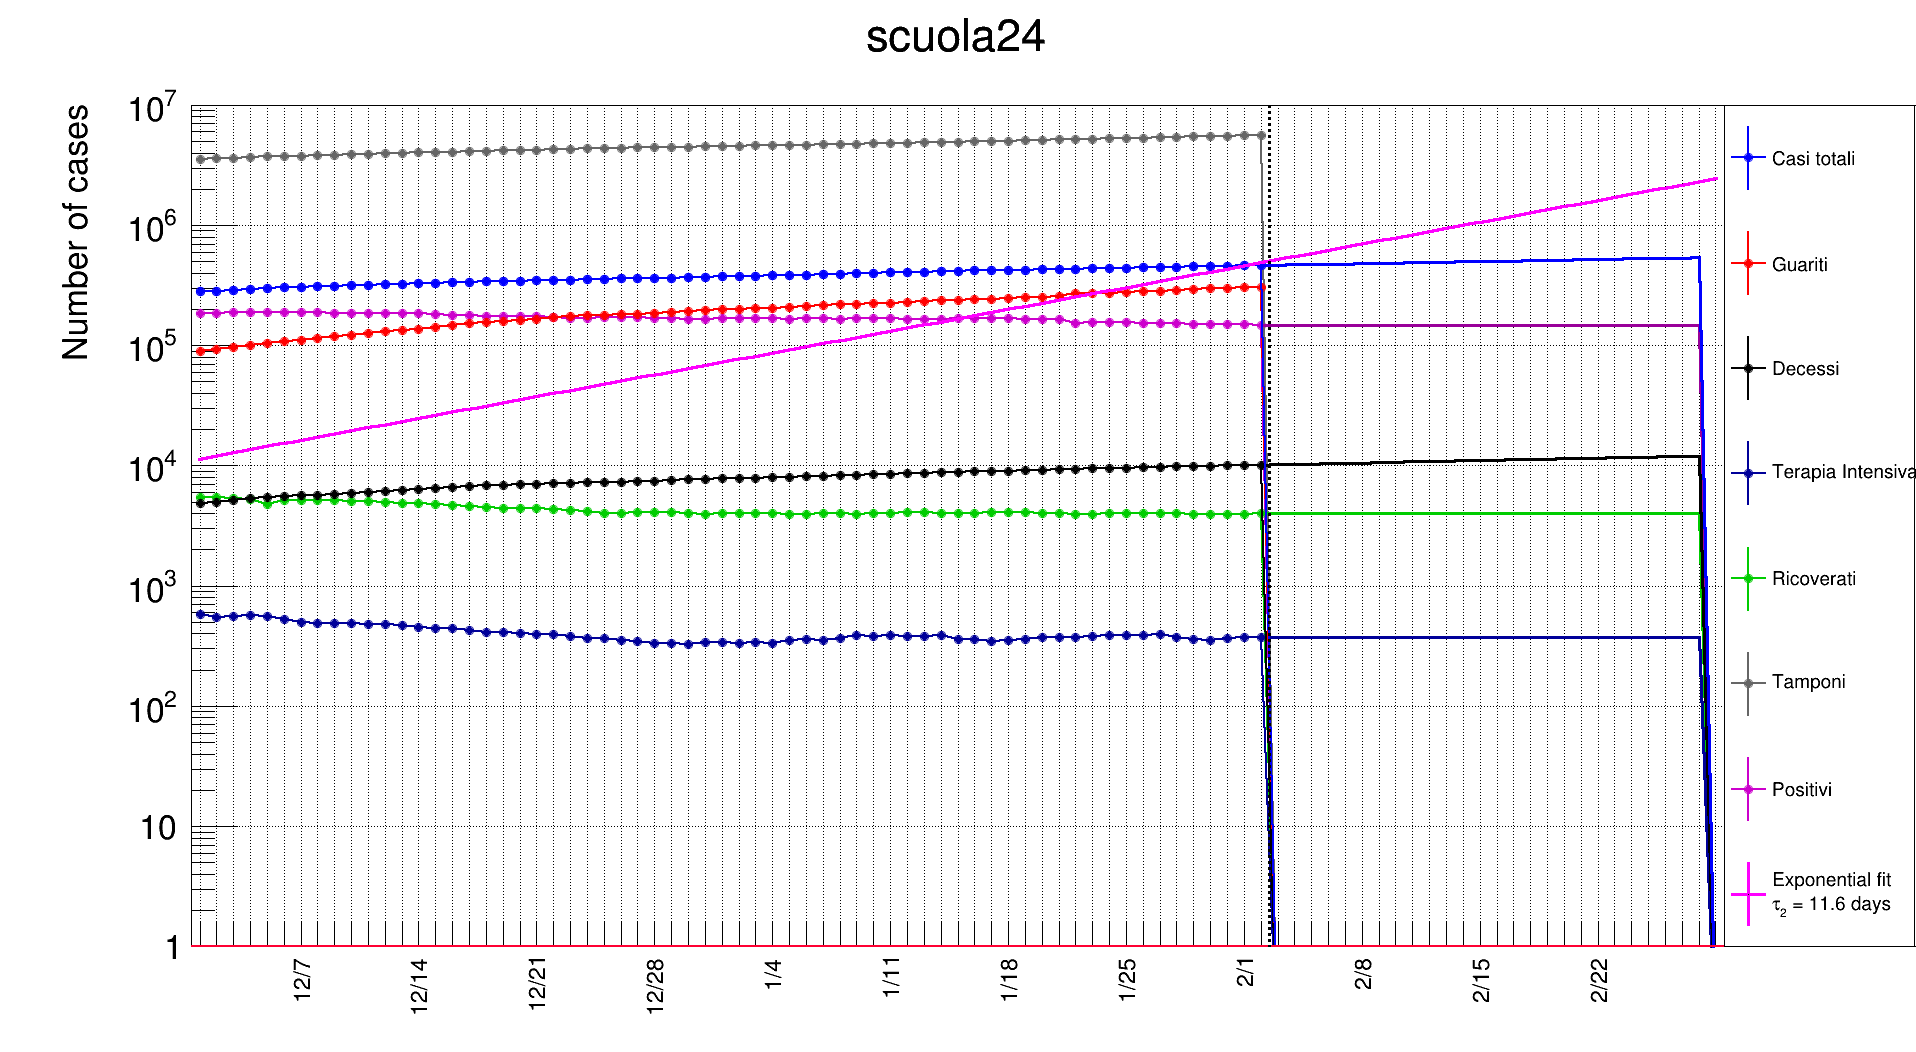 scuola24
Number of cases
10^7
10^6
10^5
10^4
10^3
10^2
10
1
12/7
12/14
12/21
12/28
1/4
1/11
1/18
1/25
2/1
2/8
2/15
2/22
Casi totali
Guariti
Decessi
Terapia Intensiva
Ricoverati
Tamponi
Positivi
Exponential fit
τ₂ = 11.6 days